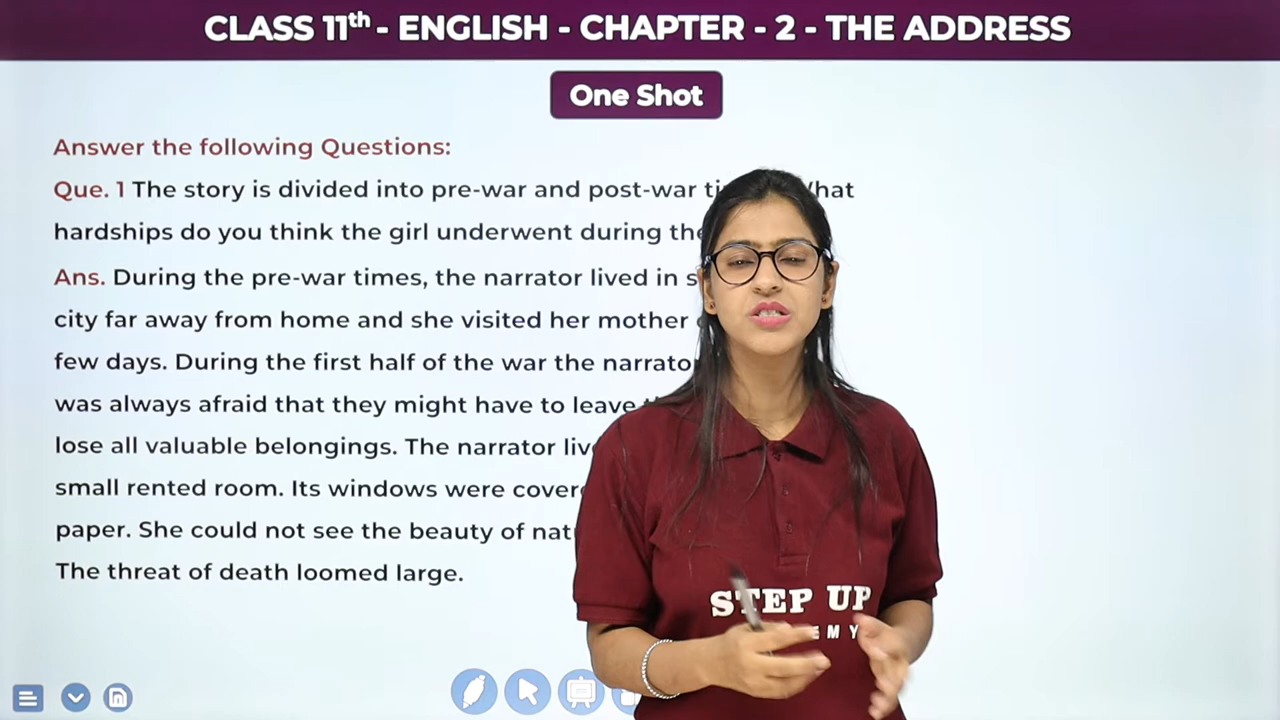 CLASS 11th - ENGLISH - CHAPTER - 2 - THE ADDRESS
One Shot
Answer the following Questions:
Que. 1 The story is divided into pre-war and post-war
hardships do you think the girl underwent during
Ans. During the pre-war times, the narrator lived in
city far away from home and she visited her mother
few days. During the first half of the war the
was always afraid that they might have to leave
lose all valuable belongings. The narrator
small rented room. Its windows were
paper. She could not see the beauty of
The threat of death loomed large.
STEP UP